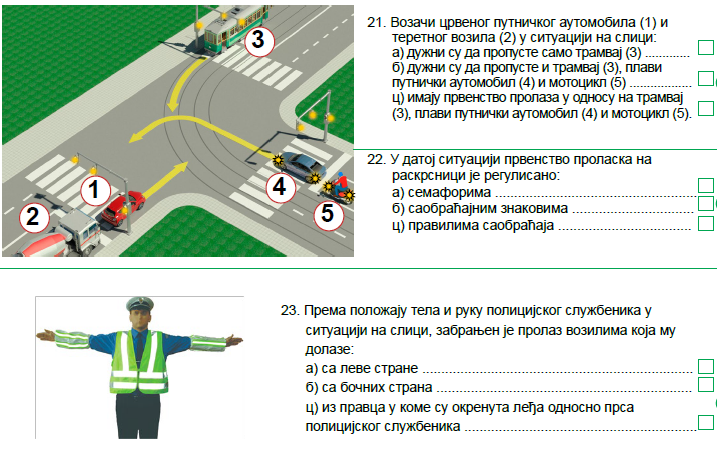 3
4
5
1
2
21. Возачи црвеног путничког аутомобила (1) и
теретног возила (2) у ситуацији на слици:
а) дужни су да пропусте само трамвај (3) .............
б) дужни су да пропусте и трамвај (3), плави
путнички аутомобил (4) и мотоцикл (5) ..................
ц) имају првенство пролаза у односу на трамвај
(3), плави путнички аутомобил (4) и мотоцикл (5).
22. У датој ситуацији првенство проласка на
раскрсници је регулисано:
а) семафорима ......................................................
б) саобраћајним знаковима ................................
ц) правилима саобраћаја ...................................
23. Према положају тела и руку полицијског службеника у
ситуацији на слици, забрањен је пролаз возилима која му
долазе:
а) са леве стране .......................................................................
б) са бочних страна ...................................................................
ц) из правца у коме су окренута леђа односно прса
полицијског службеника ............................................................